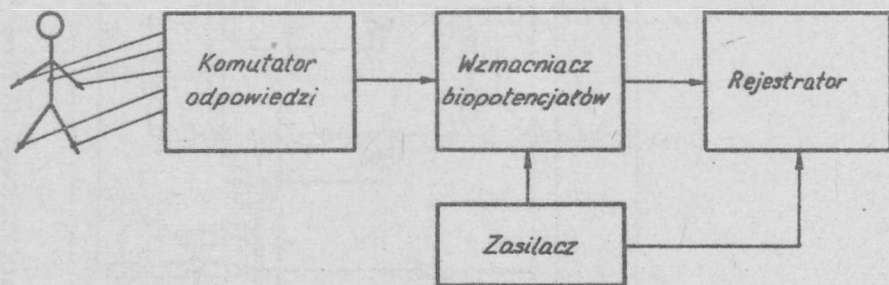 Komutator
odpowiedzi
Wzmacniacz
biopotencjałów
Rejestrator
Zasilacz